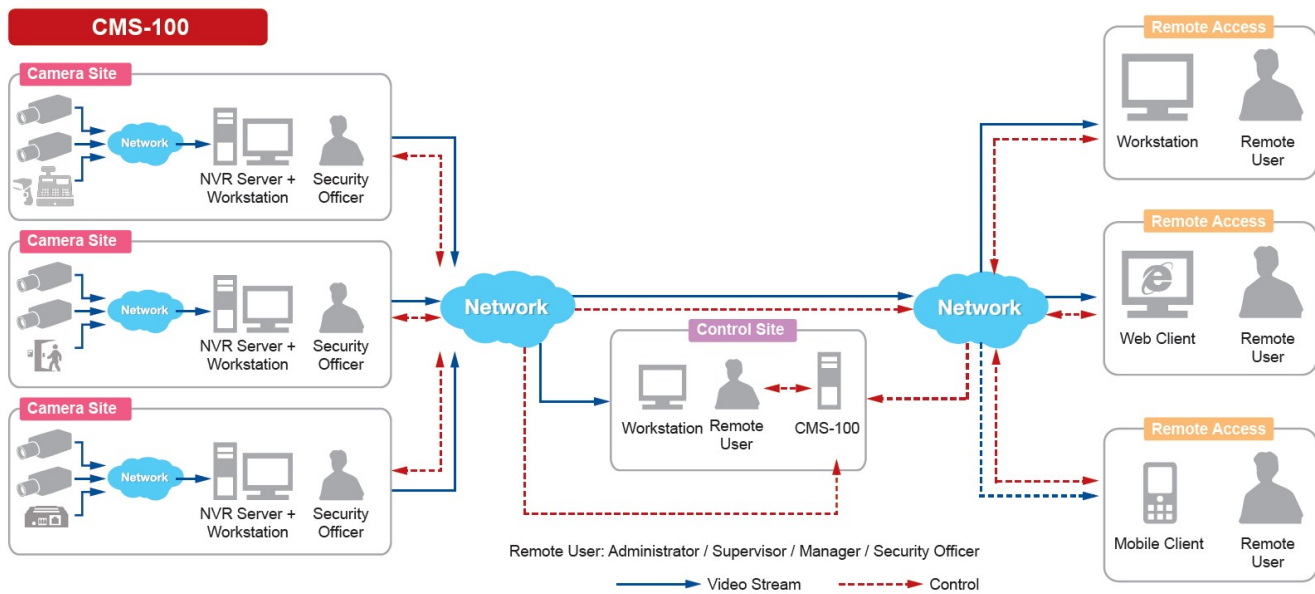 CMS-100
Camera Site
Network
NVR Server +
Workstation
Security
Officer
Camera Site
Network
NVR Server +
Workstation
Security
Officer
Camera Site
Network
NVR Server +
Workstation
Security
Officer
Network
Control Site
Workstation
Remote
User
CMS-100
Network
Remote Access
Workstation
Remote
User
Remote Access
Web Client
Remote
User
Remote Access
Mobile Client
Remote
User
Remote User: Administrator / Supervisor / Manager / Security Officer
Video Stream
Control